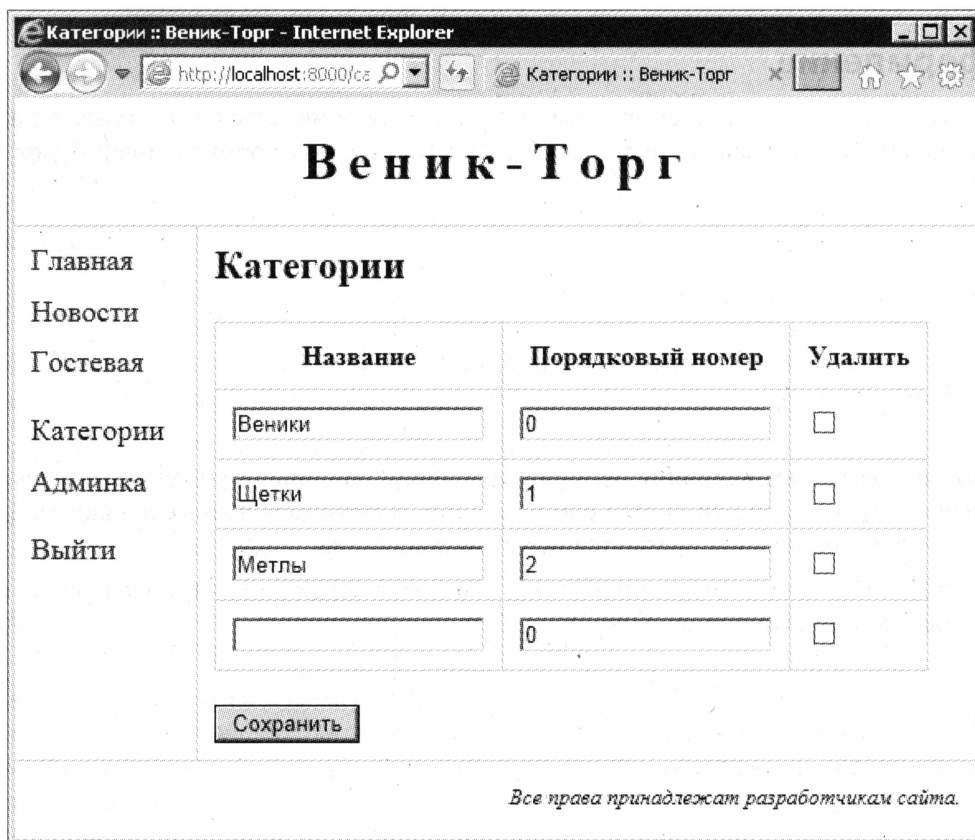 Категории :: Веник-Торг - Internet Explorer
http://localhost:8000/ca
Категории :: Веник-Торг
Веник-Торг
Главная
Новости
Гостевая
Категории
Админка
Выйти
Категории
Название Порядковый номер Удалить
Веники 0
Щетки 1
Метлы 2
0
Сохранить
Все права принадлежат разработчикам сайта.